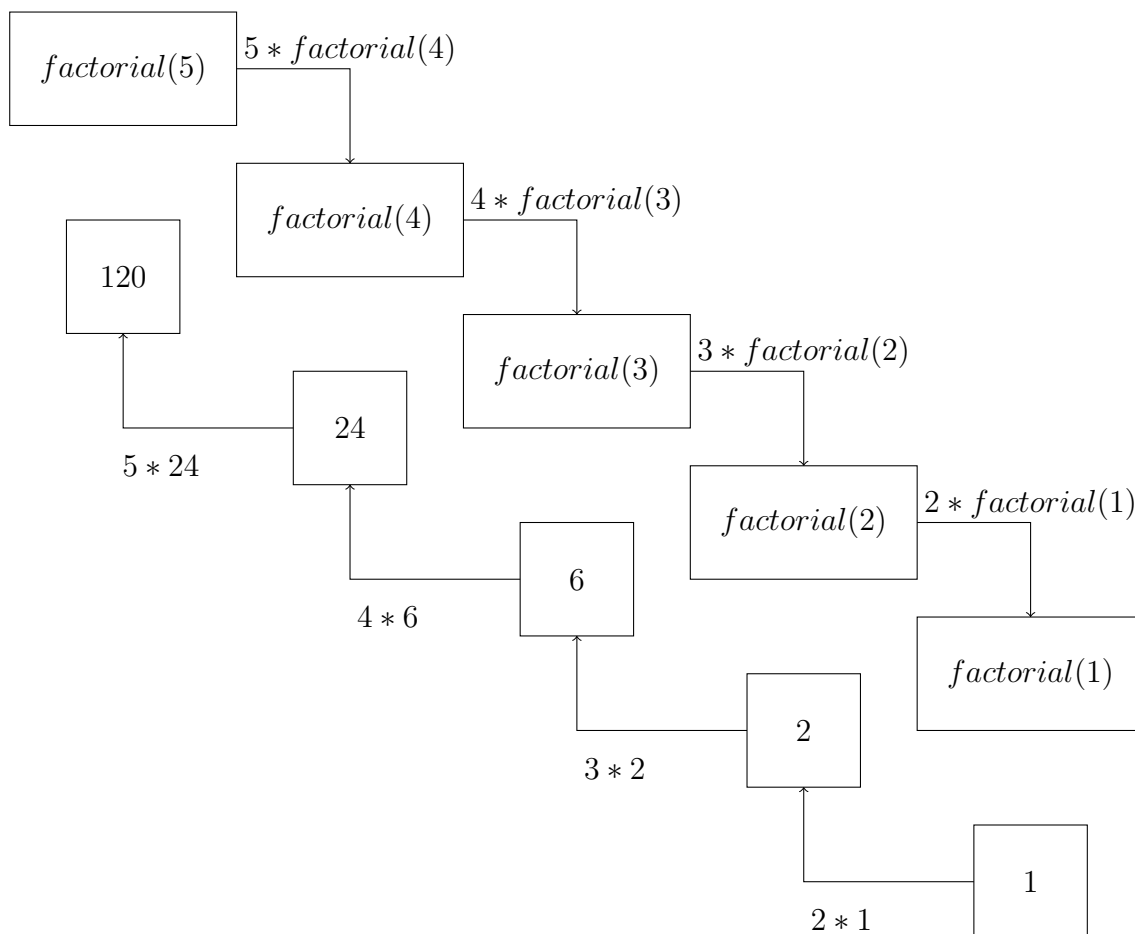 factorial(5)
5 ∗ factorial(4)
factorial(4)
4 ∗ factorial(3)
120
factorial(3)
3 ∗ factorial(2)
24
5 ∗ 24
factorial(2)
2 ∗ factorial(1)
6
4 ∗ 6
factorial(1)
2
3 ∗ 2
1
2 ∗ 1